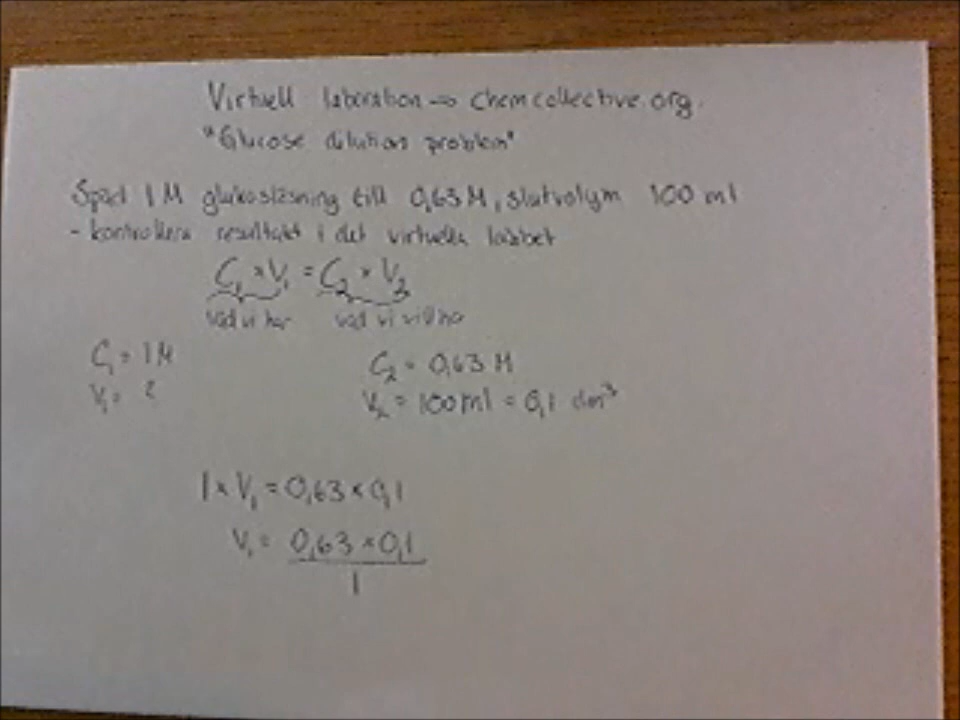 Virtuell laboration → chemcollective.org.
"Glucose dilution problem"
Späd 1 M glukoslösning till 0,63 M, slutvolym 100 ml
- kontrollera resultatet i det virtuella labbet
C₁ × V₁ = C₂ × V₂
vad vi har vad vi vill ha
C₁ = 1 M C₂ = 0,63 M
V₁ = ? V₂ = 100 ml = 0,1 dm³
1 × V₁ = 0,63 × 0,1
V₁ = 0,63 × 0,1
1